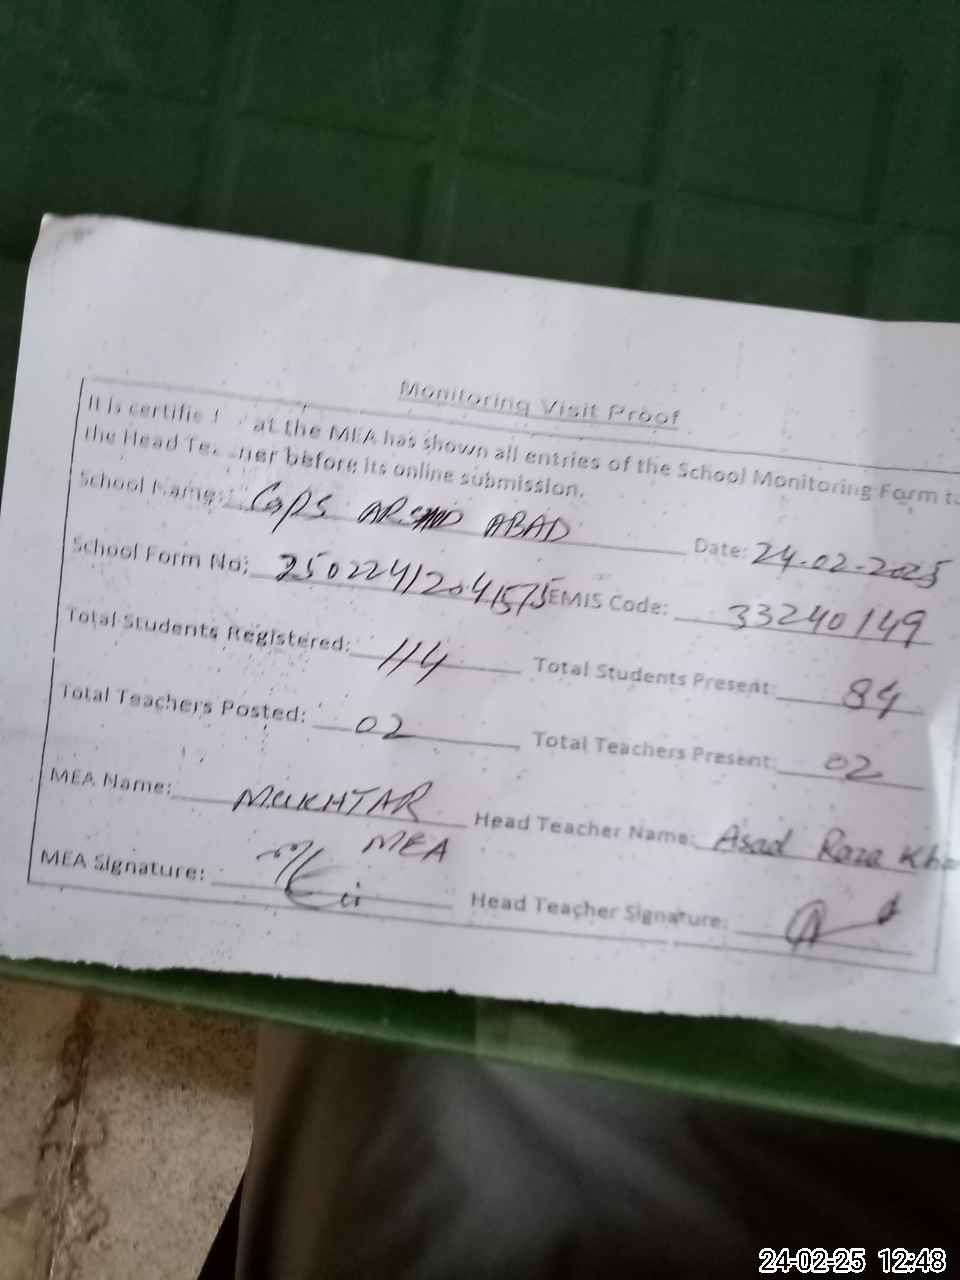 Monitoring Visit Proof
It is certifie at the MEA has shown all entries of the School Monitoring Form t
the Head Te ner before its online submission.
School Name: GPS ABAD Date: 24-02-2025
School Form No: 25022412041575 EMIS Code: 33240149
Total Students Registered: 114 Total Students Present: 84
Total Teachers Posted: 02 Total Teachers Present: 02
MEA Name: MUKHTAR Head Teacher Name: Asad Raza Kha
MEA
MEA Signature: Head Teacher Signature:
24-02-25 12:48